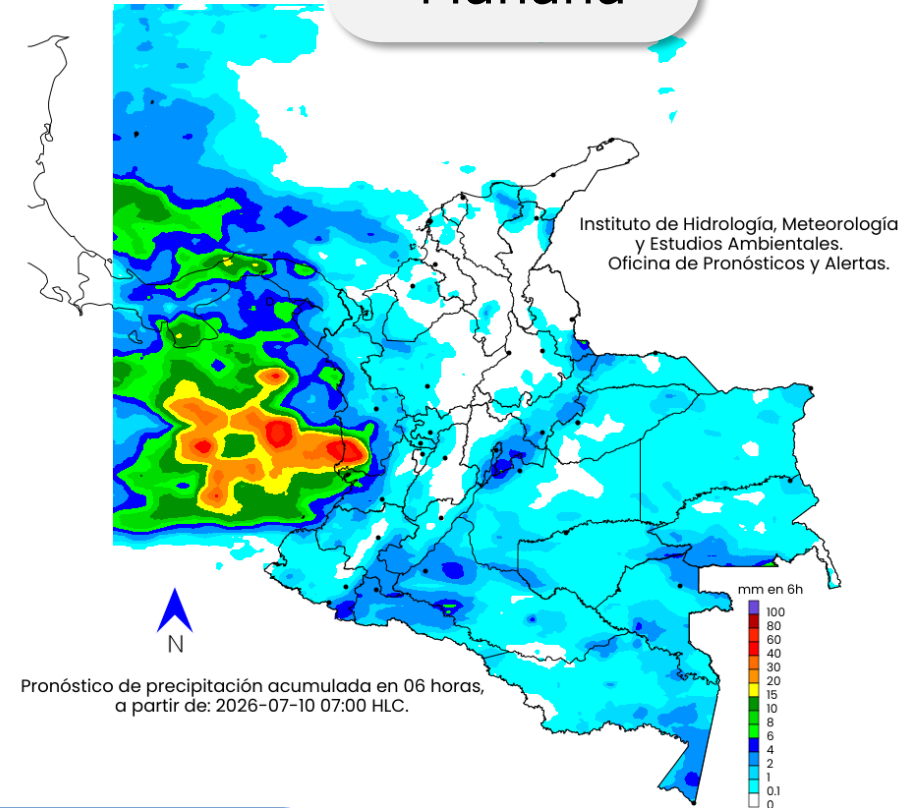 Mañana
Instituto de Hidrología, Meteorología
y Estudios Ambientales.
Oficina de Pronósticos y Alertas.
N
Pronóstico de precipitación acumulada en 06 horas,
a partir de: 2026-07-10 07:00 HLC.
mm en 6h
100
80
60
40
30
20
15
10
8
6
4
2
1
0.1
0